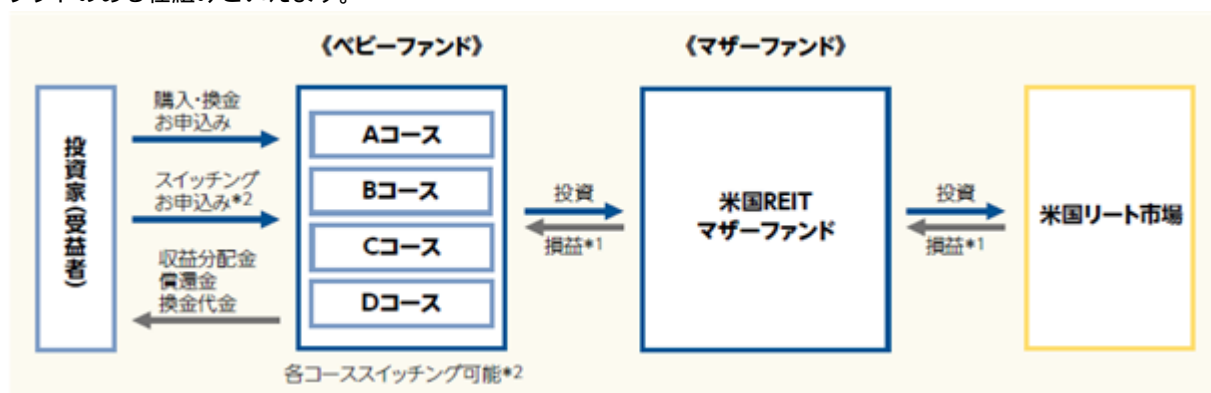 《ベビーファンド》
《マザーファンド》
投資家(受益者)
購入・換金
お申込み
スイッチング
お申込み*2
収益分配金
償還金
換金代金
Aコース
Bコース
Cコース
Dコース
各コーススイッチング可能*2
投資
損益*1
米国REIT
マザーファンド
投資
損益*1
米国リート市場